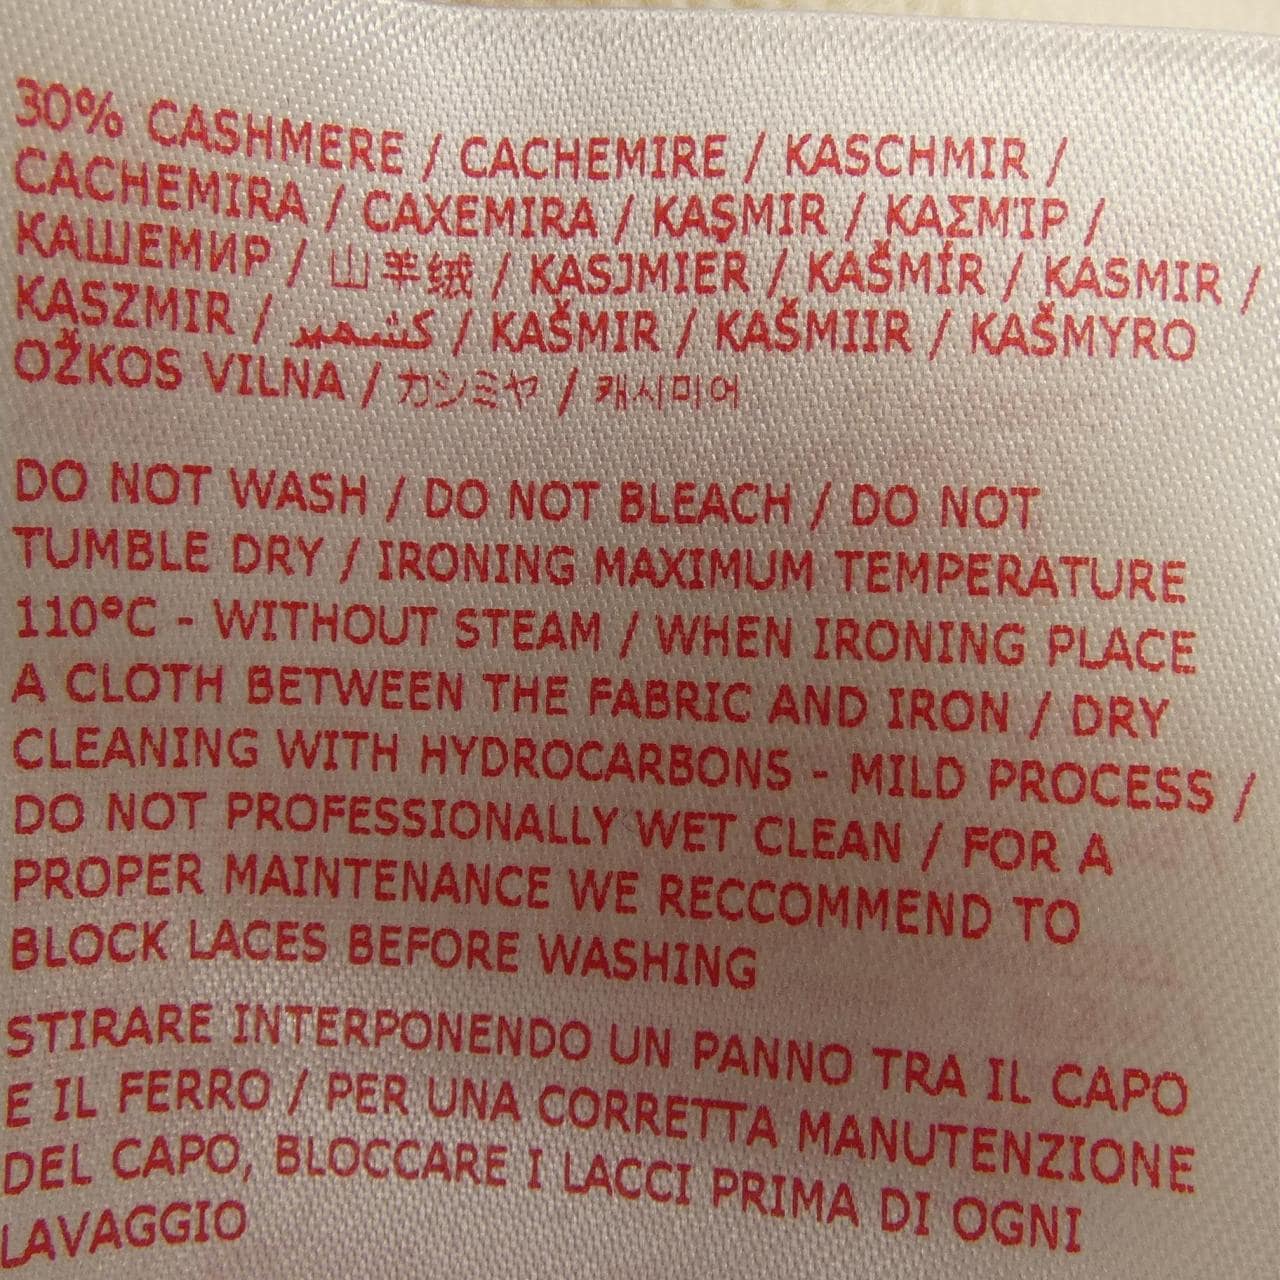 30% CASHMERE / CACHEMIRE / KASCHMIR /
CACHEMIRA / CAXEMIRA / KAŞMIR / ΚΑΣΜΊΡ /
КАШЕМИР / 山羊绒 / KASJMIER / KAŠMÍR / KASMIR /
KASZMIR / كشمير / KAŠMIR / KAŠMIIR / KAŠMYRO
OŽKOS VILNA / カシミヤ / 캐시미어
DO NOT WASH / DO NOT BLEACH / DO NOT
TUMBLE DRY / IRONING MAXIMUM TEMPERATURE
110°C - WITHOUT STEAM / WHEN IRONING PLACE
A CLOTH BETWEEN THE FABRIC AND IRON / DRY
CLEANING WITH HYDROCARBONS - MILD PROCESS /
DO NOT PROFESSIONALLY WET CLEAN / FOR A
PROPER MAINTENANCE WE RECCOMMEND TO
BLOCK LACES BEFORE WASHING
STIRARE INTERPONENDO UN PANNO TRA IL CAPO
E IL FERRO / PER UNA CORRETTA MANUTENZIONE
DEL CAPO, BLOCCARE I LACCI PRIMA DI OGNI
LAVAGGIO